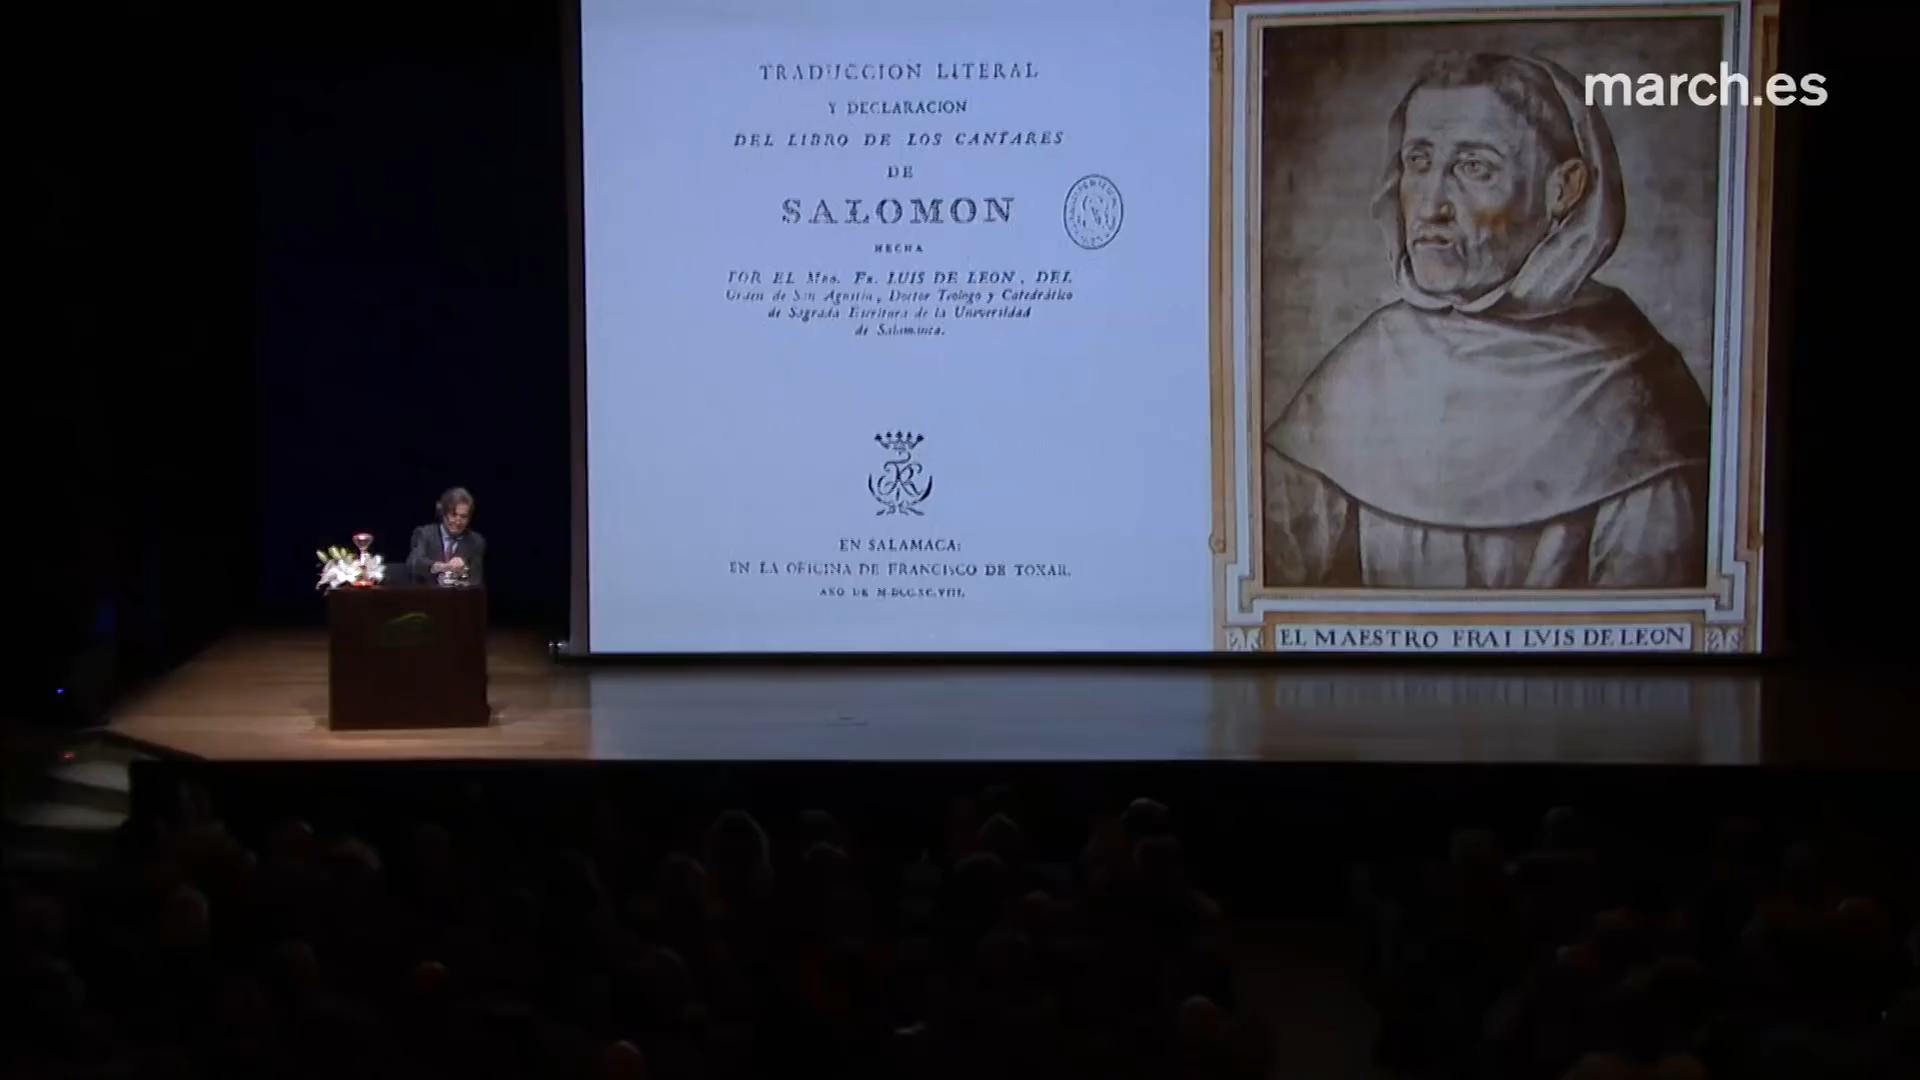 TRADUCCION LITERAL
Y DECLARACION
DEL LIBRO DE LOS CANTARES
DE
SALOMON
HECHA
POR EL Mro. Fr. LUIS DE LEON, DEL
Orden de San Agustin, Doctor Teologo y Catedrático
de Sagrada Escritura de la Universidad
de Salamanca.
EN SALAMACA:
EN LA OFICINA DE FRANCISCO DE TOXAR.
AÑO DE M.DCC.XC.VIII.
march.es
EL MAESTRO FRAI LVIS DE LEON